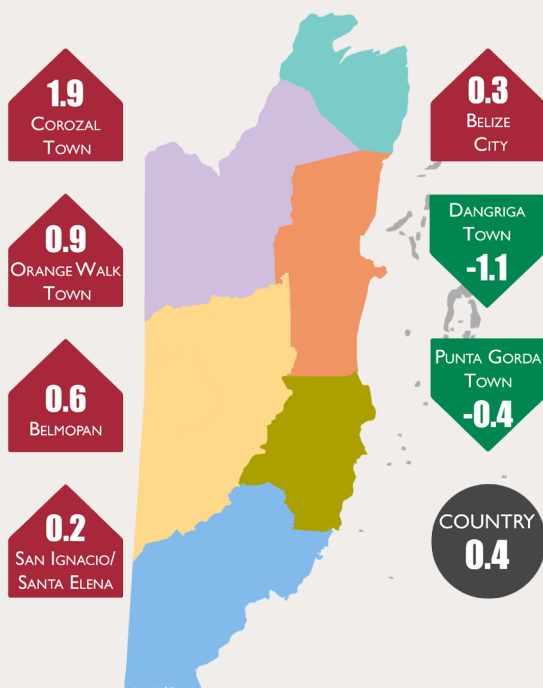 1.9
COROZAL
TOWN
0.9
ORANGE WALK
TOWN
0.6
BELMOPAN
0.2
SAN IGNACIO/
SANTA ELENA
0.3
BELIZE
CITY
DANGRIGA
TOWN
-1.1
PUNTA GORDA
TOWN
-0.4
COUNTRY
0.4